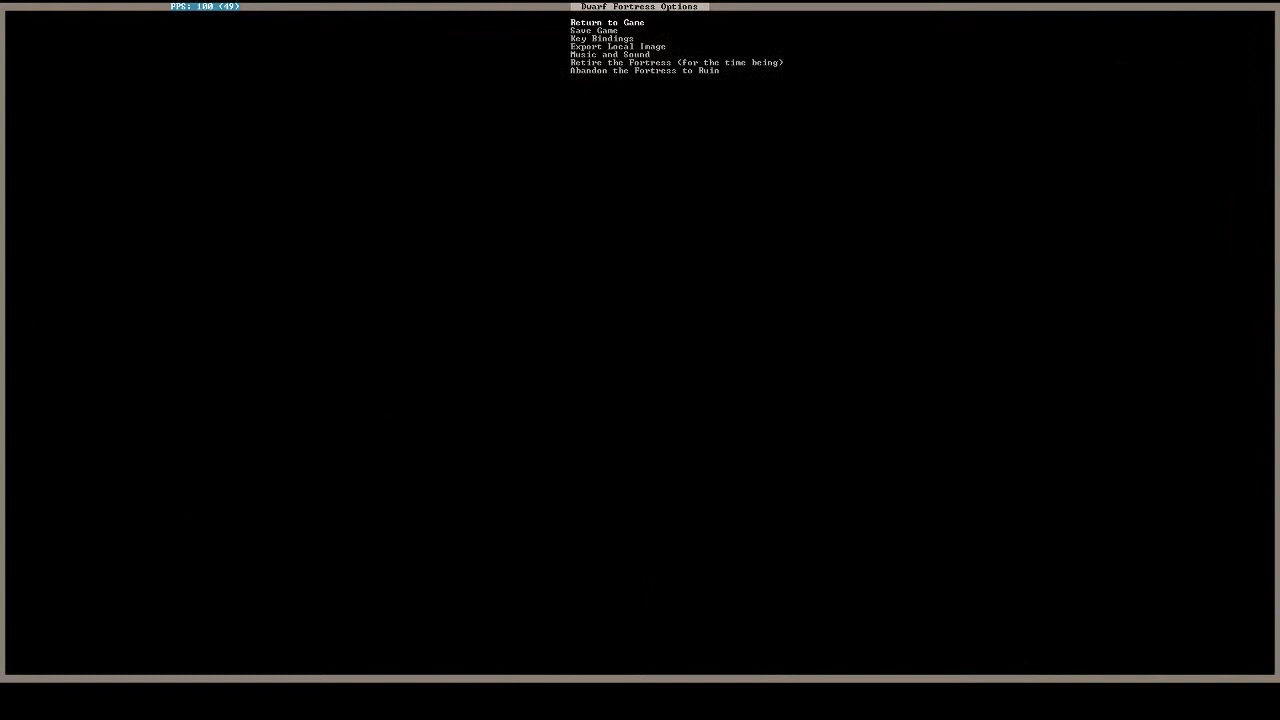 FPS: 100 (49)
Dwarf Fortress Options
Return to Game
Save Game
Key Bindings
Export Local Image
Music and Sound
Retire the Fortress (for the time being)
Abandon the Fortress to Ruin